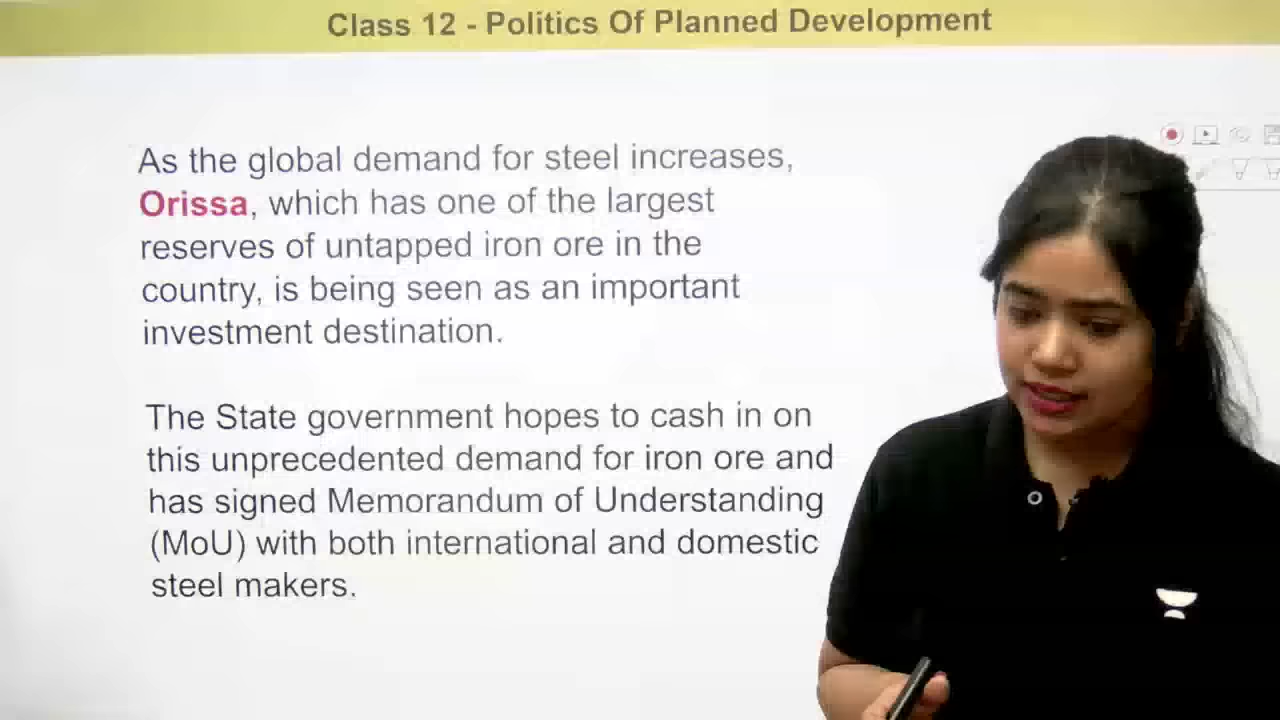 Class 12 - Politics Of Planned Development
As the global demand for steel increases,
Orissa, which has one of the largest
reserves of untapped iron ore in the
country, is being seen as an important
investment destination.
The State government hopes to cash in on
this unprecedented demand for iron ore and
has signed Memorandum of Understanding
(MoU) with both international and domestic
steel makers.